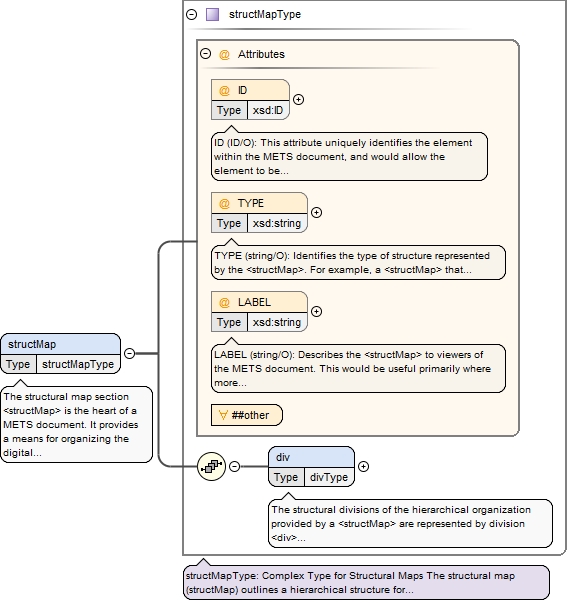 structMapType
@ Attributes
@ ID
Type xsd:ID
ID (ID/O): This attribute uniquely identifies the element
within the METS document, and would allow the
element to be...
@ TYPE
Type xsd:string
TYPE (string/O): Identifies the type of structure represented
by the <structMap>. For example, a <structMap> that...
@ LABEL
Type xsd:string
LABEL (string/O): Describes the <structMap> to viewers of
the METS document. This would be useful primarily where
more...
##other
structMap
Type structMapType
The structural map section
<structMap> is the heart of a
METS document. It provides
a means for organizing the
digital...
div
Type divType
The structural divisions of the hierarchical organization
provided by a <structMap> are represented by division
<div>...
structMapType: Complex Type for Structural Maps The structural map
(structMap) outlines a hierarchical structure for...